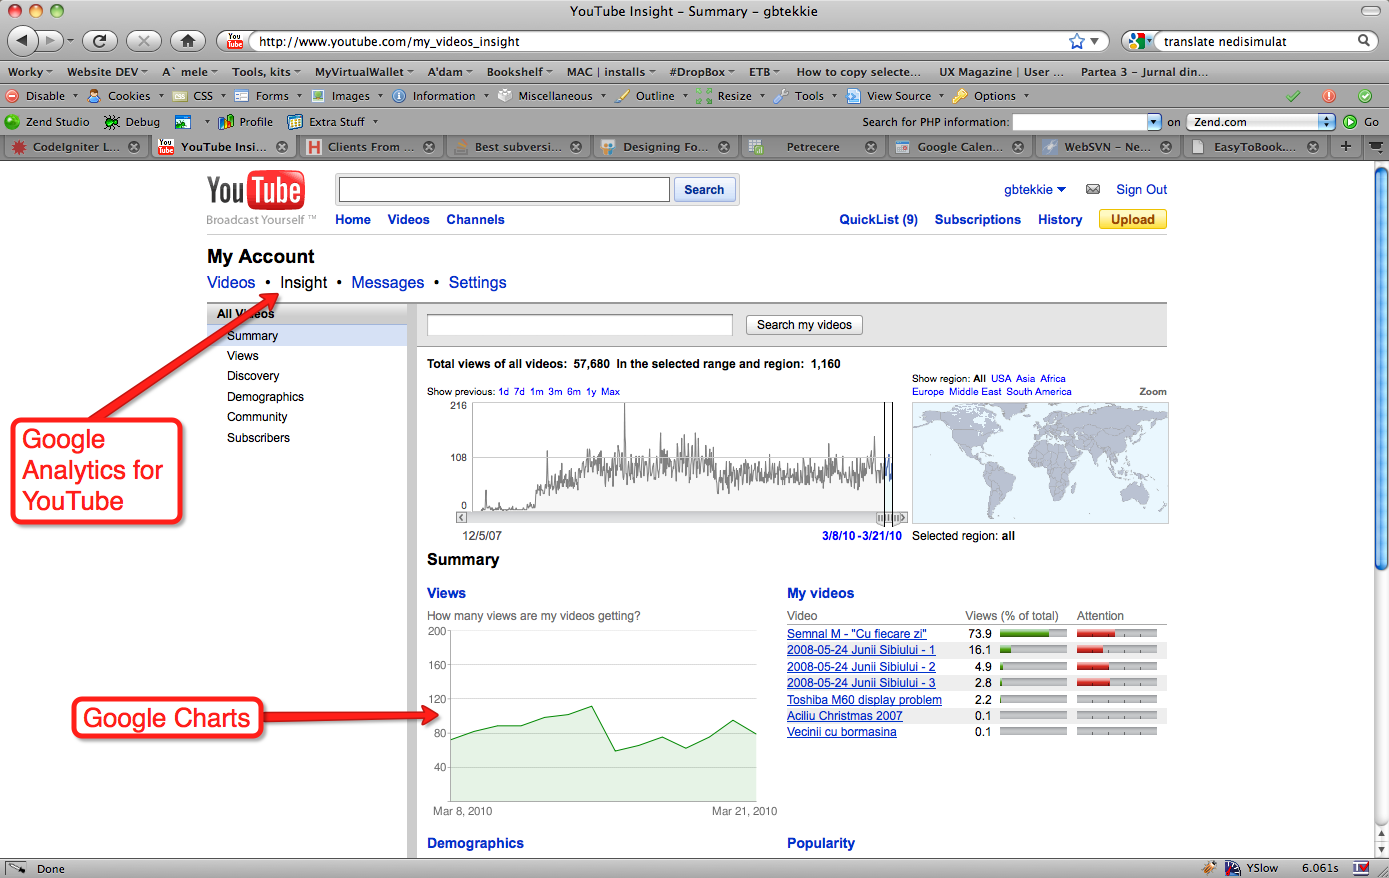 YouTube Insight - Summary - gbtekkie
http://www.youtube.com/my_videos_insight
translate nedisimulat
Worky Website DEV A` mele Tools, kits MyVirtualWallet A'dam Bookshelf MAC | installs #DropBox ETB How to copy selecte... UX Magazine | User ... Partea 3 – Jurnal din...
Disable Cookies CSS Forms Images Information Miscellaneous Outline Resize Tools View Source Options
Zend Studio Debug Profile Extra Stuff Search for PHP information: on Zend.com Go
CodeIgniter L... YouTube Insi... Clients From ... Best subversi... Designing Fo... Petrecere Google Calen... WebSVN – Ne... EasyToBook....
YouTube
Broadcast Yourself ™
Search
gbtekkie Sign Out
Home Videos Channels QuickList (9) Subscriptions History Upload
My Account
Videos • Insight • Messages • Settings
All Videos
Summary
Views
Discovery
Demographics
Community
Subscribers
Google
Analytics for
YouTube
Search my videos
Total views of all videos: 57,680 In the selected range and region: 1,160
Show previous: 1d 7d 1m 3m 6m 1y Max
216
108
0
12/5/07 3/8/10 -3/21/10
Show region: All USA Asia Africa
Europe Middle East South America Zoom
Selected region: all
Summary
Views
How many views are my videos getting?
200
160
120
80
40
Mar 8, 2010 Mar 21, 2010
Google Charts
My videos
Video Views (% of total) Attention
Semnal M - "Cu fiecare zi" 73.9
2008-05-24 Junii Sibiului - 1 16.1
2008-05-24 Junii Sibiului - 2 4.9
2008-05-24 Junii Sibiului - 3 2.8
Toshiba M60 display problem 2.2
Aciliu Christmas 2007 0.1
Vecinii cu bormasina 0.1
Demographics Popularity
Done YSlow 6.061s